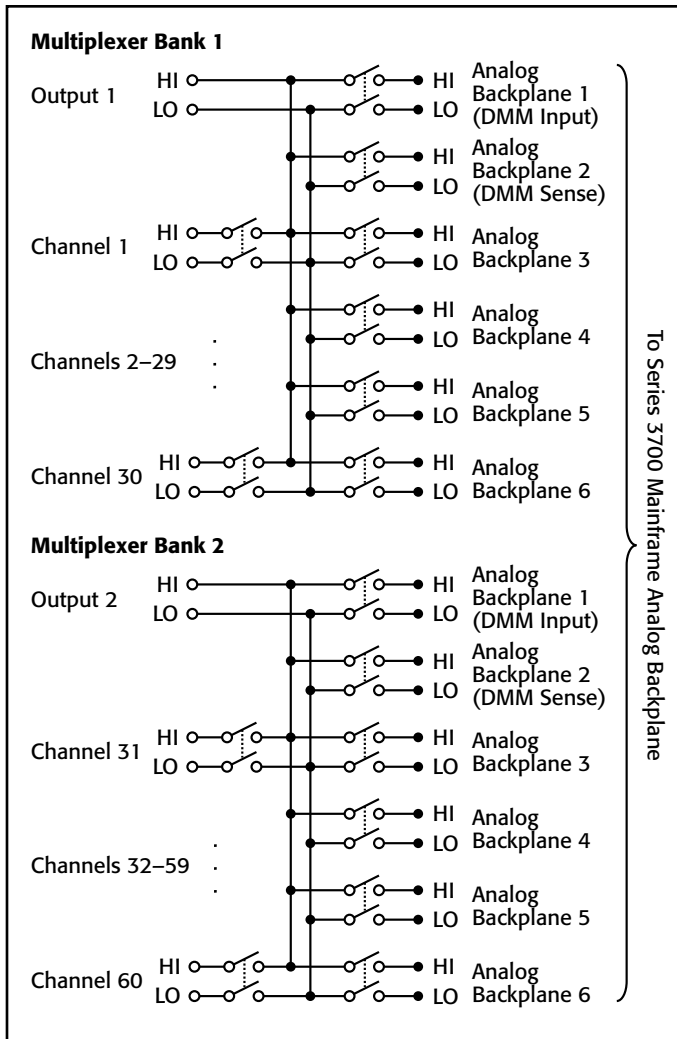 Multiplexer Bank 1
Output 1
HI
LO
HI
LO
Analog
Backplane 1
(DMM Input)
HI
LO
Analog
Backplane 2
(DMM Sense)
Channel 1
HI
LO
HI
LO
Analog
Backplane 3
HI
LO
Analog
Backplane 4
Channels 2–29
HI
LO
Analog
Backplane 5
Channel 30
HI
LO
HI
LO
Analog
Backplane 6
Multiplexer Bank 2
Output 2
HI
LO
HI
LO
Analog
Backplane 1
(DMM Input)
HI
LO
Analog
Backplane 2
(DMM Sense)
Channel 31
HI
LO
HI
LO
Analog
Backplane 3
HI
LO
Analog
Backplane 4
Channels 32–59
HI
LO
Analog
Backplane 5
Channel 60
HI
LO
HI
LO
Analog
Backplane 6
To Series 3700 Mainframe Analog Backplane